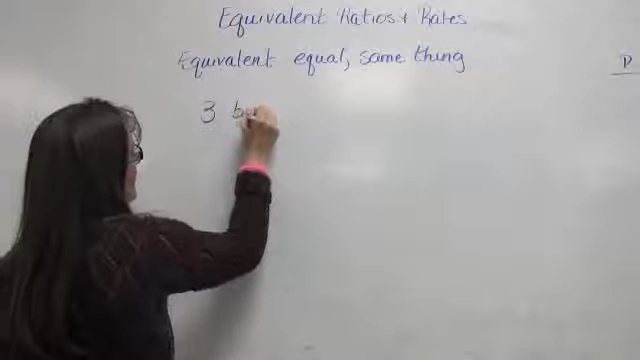 Equivalent Ratios + Rates
Equivalent equal, same thing
P
3 b